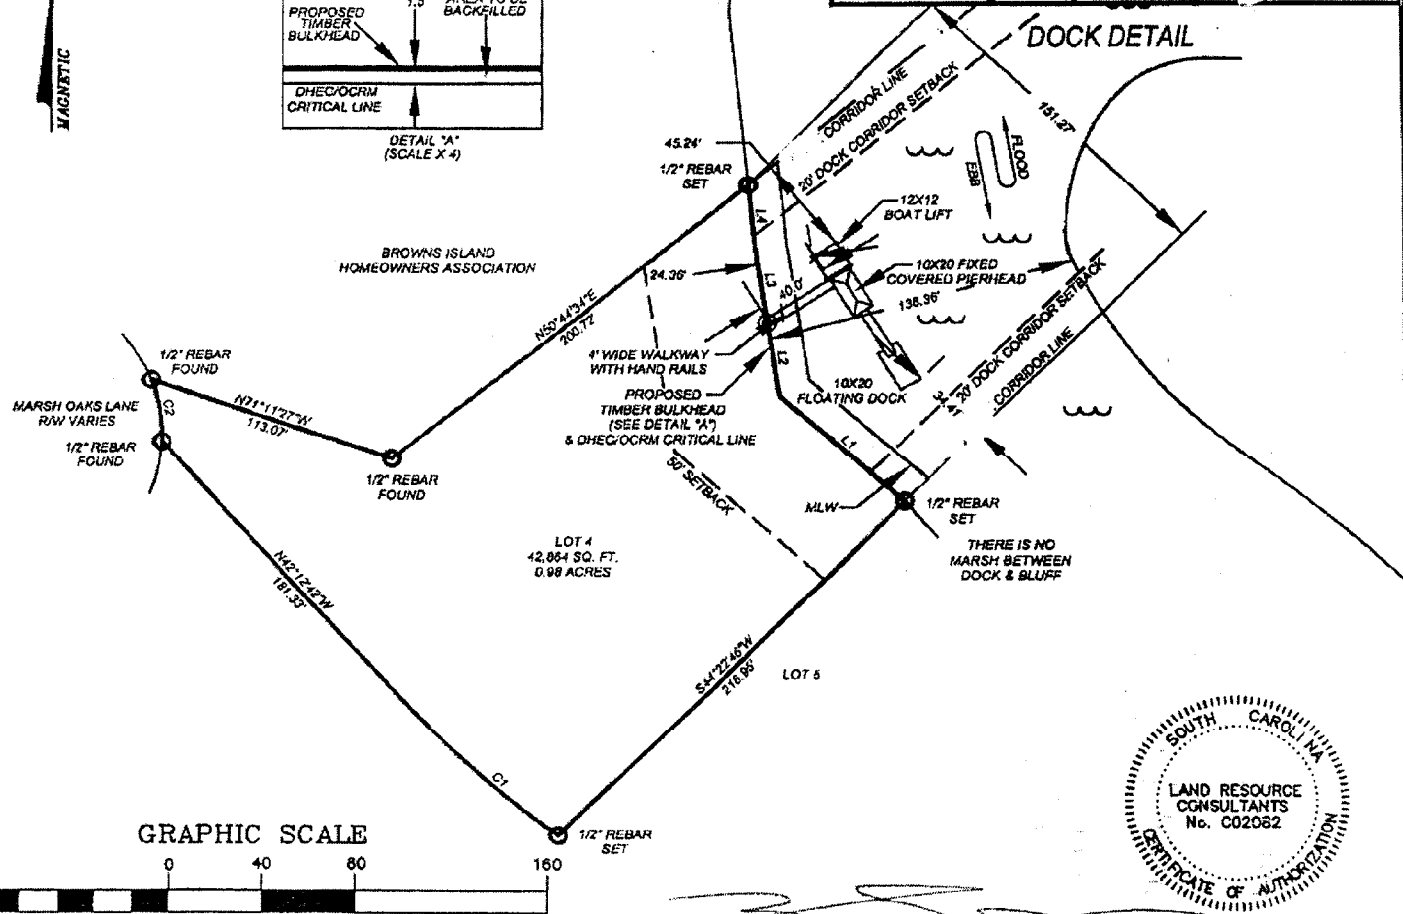 MAGNETIC
PROPOSED
TIMBER
BULKHEAD
1.5'
BACKFILLED
DHEC/OCRM
CRITICAL LINE
DETAIL "A"
(SCALE X 4)
DOCK DETAIL
CORRIDOR LINE
20' DOCK CORRIDOR SETBACK
151.27'
FLOOD
EBB
45.24'
1/2" REBAR
SET
L4
12X12
BOAT LIFT
10X20 FIXED
COVERED PIERHEAD
138.36'
BROWNS ISLAND
HOMEOWNERS ASSOCIATION
24.36'
L3
40.0'
N50°44'34"E
200.72'
4' WIDE WALKWAY
WITH HAND RAILS
L2
PROPOSED
TIMBER BULKHEAD
(SEE DETAIL "A")
& DHEC/OCRM CRITICAL LINE
10X20
FLOATING DOCK
34.41'
20' DOCK CORRIDOR SETBACK
CORRIDOR LINE
1/2" REBAR
FOUND
MARSH OAKS LANE
R/W VARIES
C2
1/2" REBAR
FOUND
N71°11'27"W
113.07'
1/2" REBAR
FOUND
50' SETBACK
L1
MLW
1/2" REBAR
SET
THERE IS NO
MARSH BETWEEN
DOCK & BLUFF
LOT 4
42,864 SQ. FT.
0.98 ACRES
N42°12'42"W
181.33'
S44°22'46"W
216.95'
LOT 5
C1
1/2" REBAR
SET
GRAPHIC SCALE
0 40 80 160
SOUTH CAROLINA
LAND RESOURCE
CONSULTANTS
No. C02082
CERTIFICATE OF AUTHORIZATION